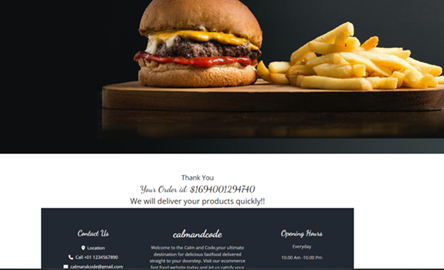 Thank You
Your Order id: $1694001294740
We will deliver your products quickly!!
Contact Us
Location
Call +01 1234567890
calmandcode@gmail.com
calmandcode
Welcome to the Calm and Code,your ultimate
destination for delicious fastfood delivered
straight to your doorstep. Visit our ecommerce
fast food website today and let us satisfy your
Opening Hours
Everyday
10.00 Am -10.00 Pm